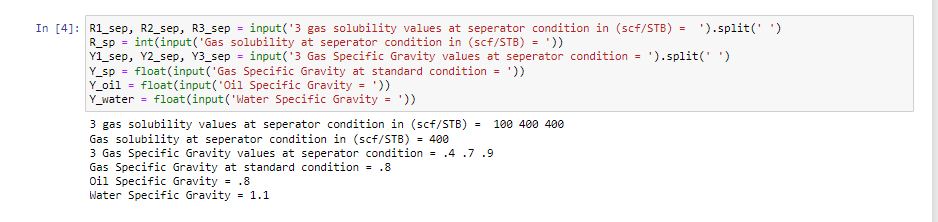 In [4]: R1_sep, R2_sep, R3_sep = input('3 gas solubility values at seperator condition in (scf/STB) =  ').split(' ')
R_sp = int(input('Gas solubility at seperator condition in (scf/STB) = '))
Y1_sep, Y2_sep, Y3_sep = input('3 Gas Specific Gravity values at seperator condition = ').split(' ')
Y_sp = float(input('Gas Specific Gravity at standard condition = '))
Y_oil = float(input('Oil Specific Gravity = '))
Y_water = float(input('Water Specific Gravity = '))
3 gas solubility values at seperator condition in (scf/STB) =  100 400 400
Gas solubility at seperator condition in (scf/STB) = 400
3 Gas Specific Gravity values at seperator condition = .4 .7 .9
Gas Specific Gravity at standard condition = .8
Oil Specific Gravity = .8
Water Specific Gravity = 1.1